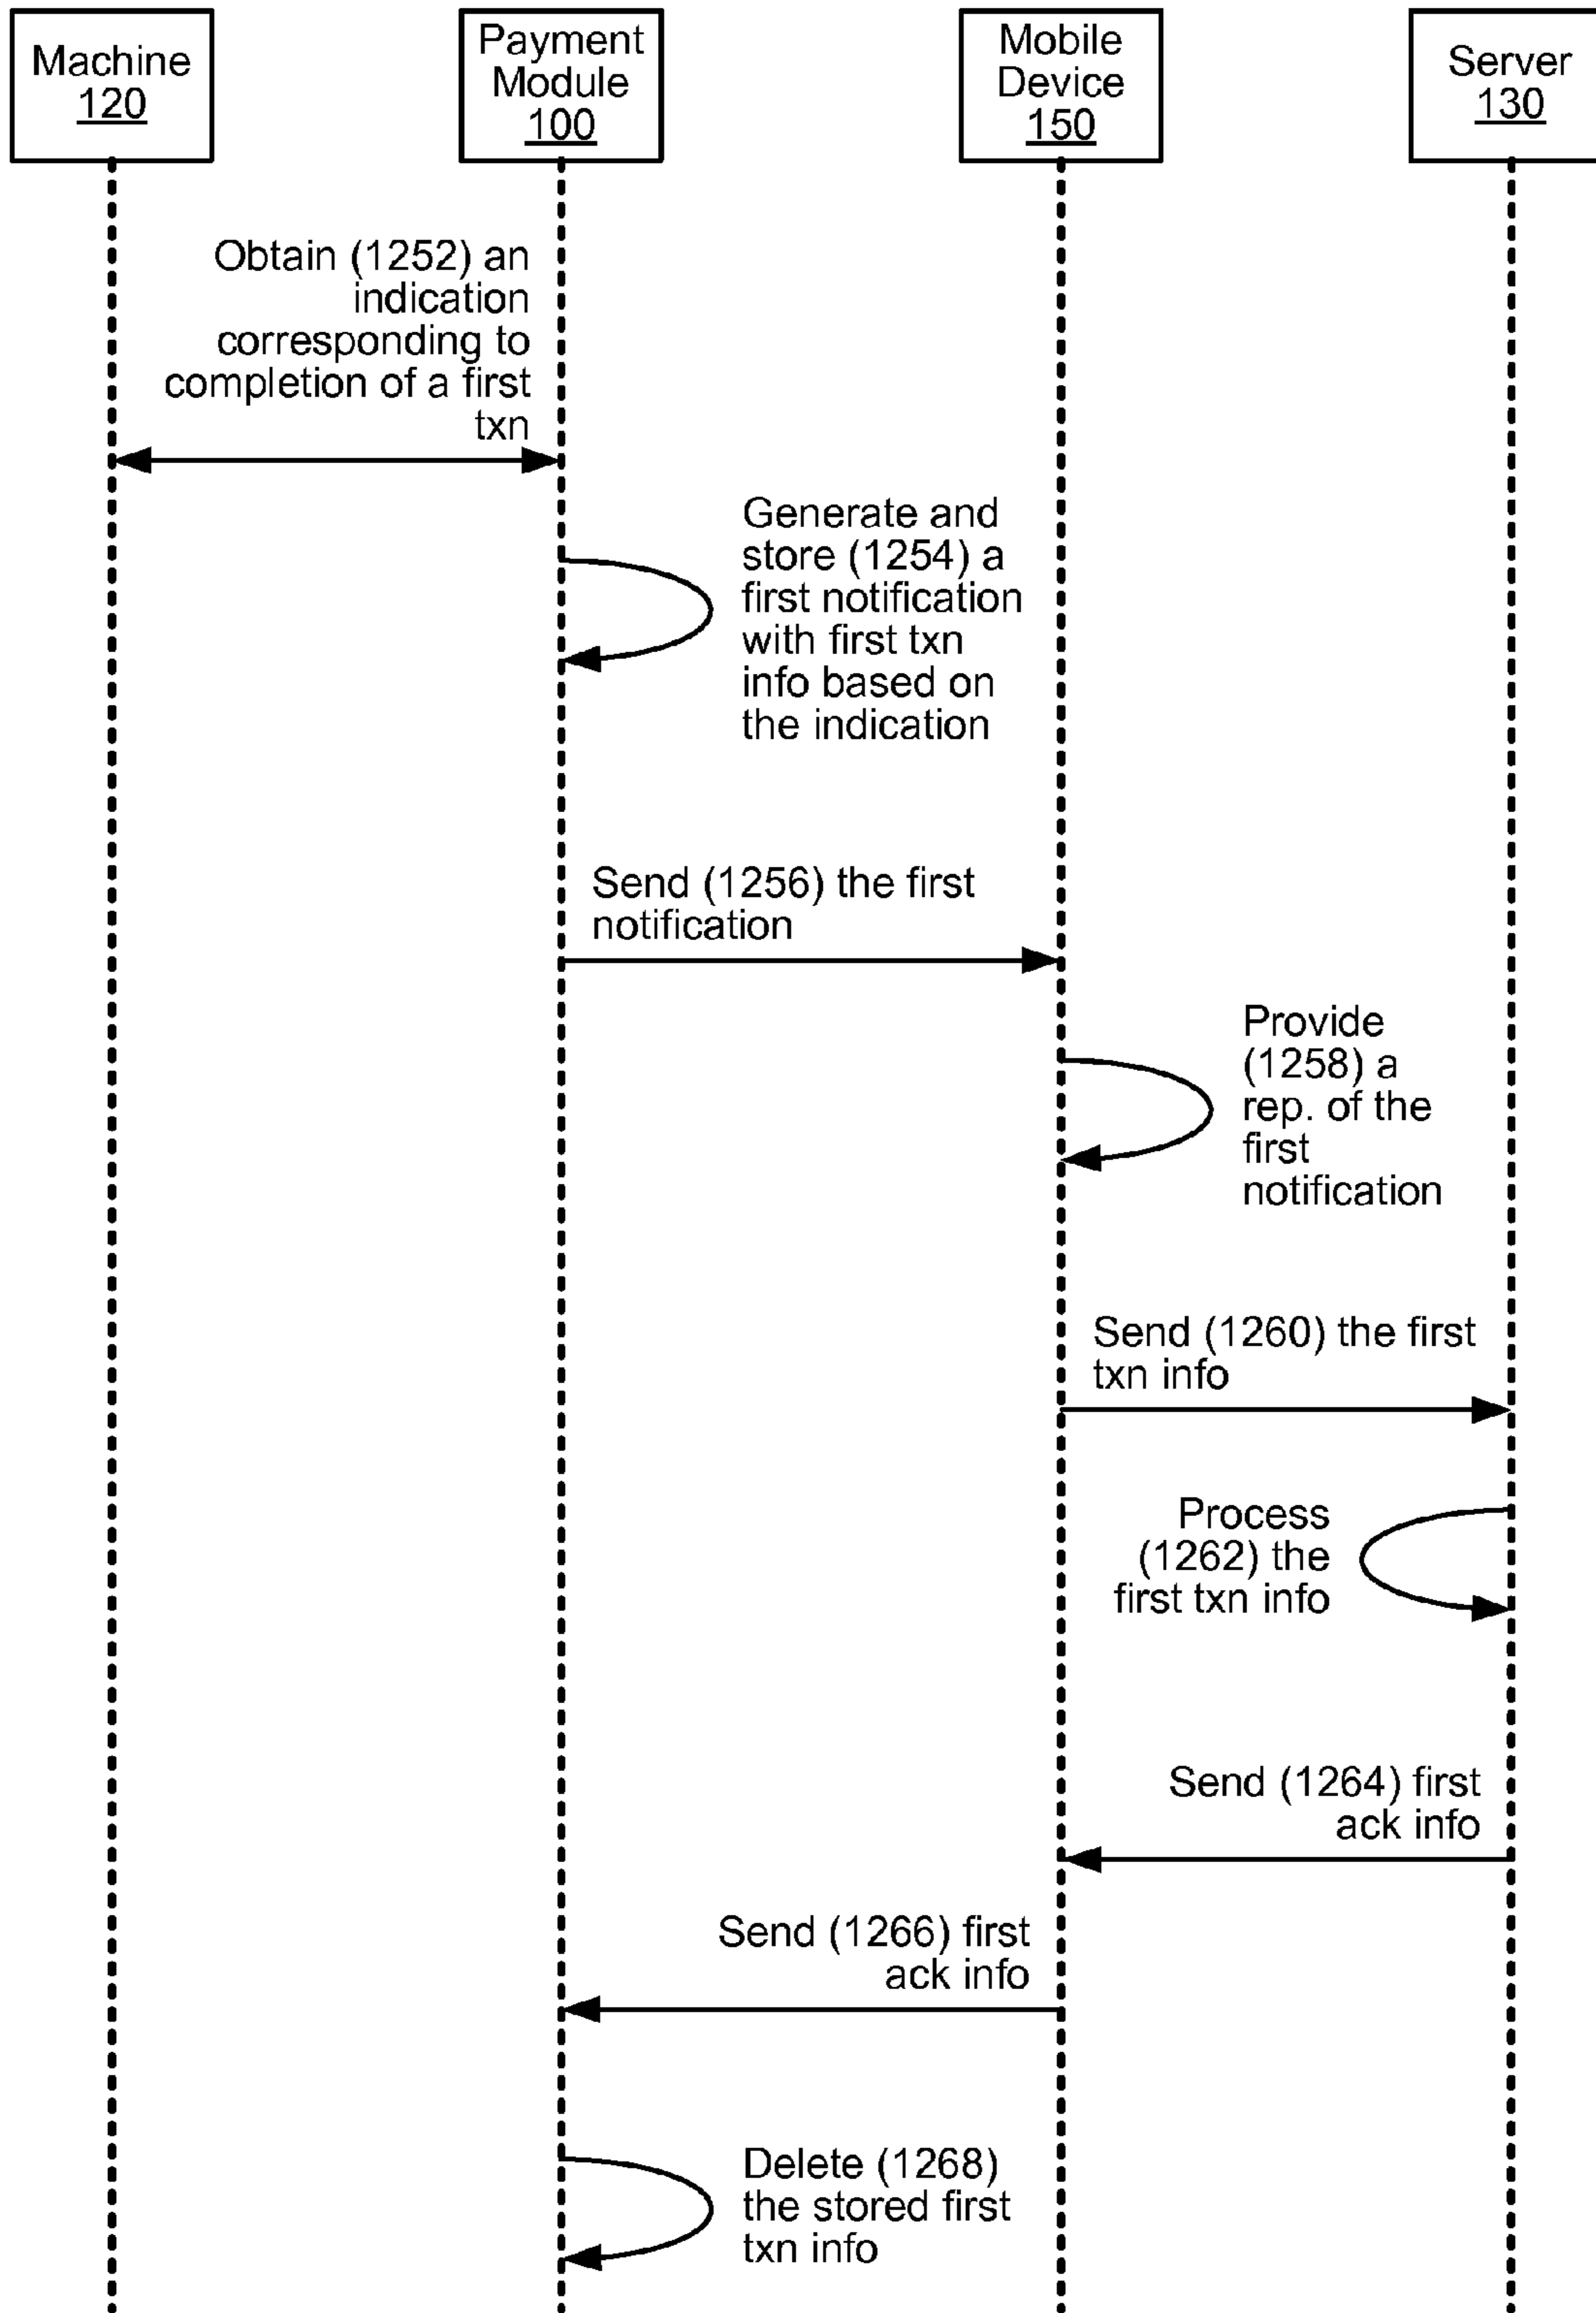 Machine
120
Payment
Module
100
Mobile
Device
150
Server
130
Obtain (1252) an
indication
corresponding to
completion of a first
txn
Generate and
store (1254) a
first notification
with first txn
info based on
the indication
Send (1256) the first
notification
Provide
(1258) a
rep. of the
first
notification
Send (1260) the first
txn info
Process
(1262) the
first txn info
Send (1264) first
ack info
Send (1266) first
ack info
Delete (1268)
the stored first
txn info